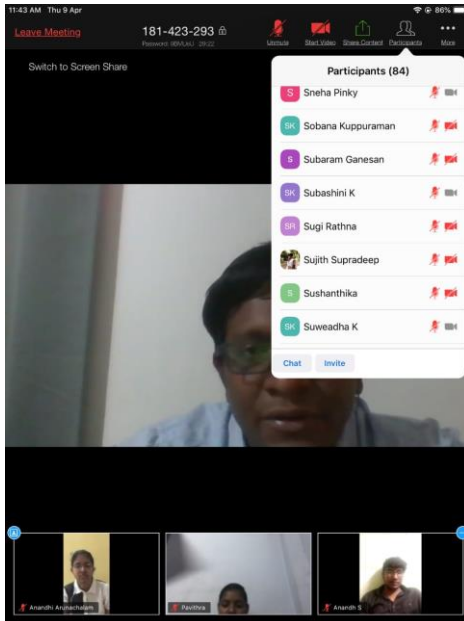 11:43 AM Thu 9 Apr
86%
Leave Meeting
181-423-293
Unmute
Start Video
Share Content
Participants
More
Switch to Screen Share
Participants (84)
S Sneha Pinky
SK Sobana Kuppuraman
S Subaram Ganesan
SK Subashini K
SR Sugi Rathna
Sujith Supradeep
S Sushanthika
SK Suweadha K
Chat
Invite
Anandhi Arunachalam
Pavithra
Anandh S